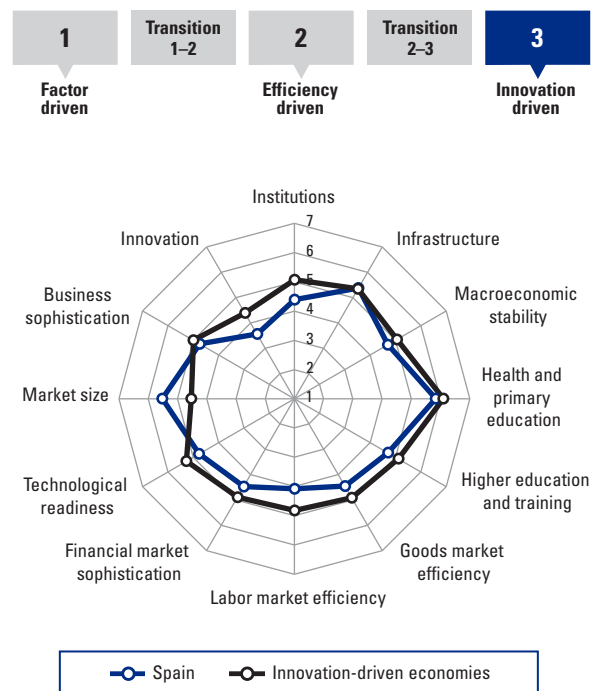 1
Transition
1–2
2
Transition
2–3
3
Factor
driven
Efficiency
driven
Innovation
driven
Institutions
7
Innovation
Infrastructure
6
5
Business
sophistication
Macroeconomic
stability
4
3
2
Market size
1
Health and
primary
education
Technological
readiness
Higher education
and training
Financial market
sophistication
Goods market
efficiency
Labor market efficiency
Spain
Innovation-driven economies